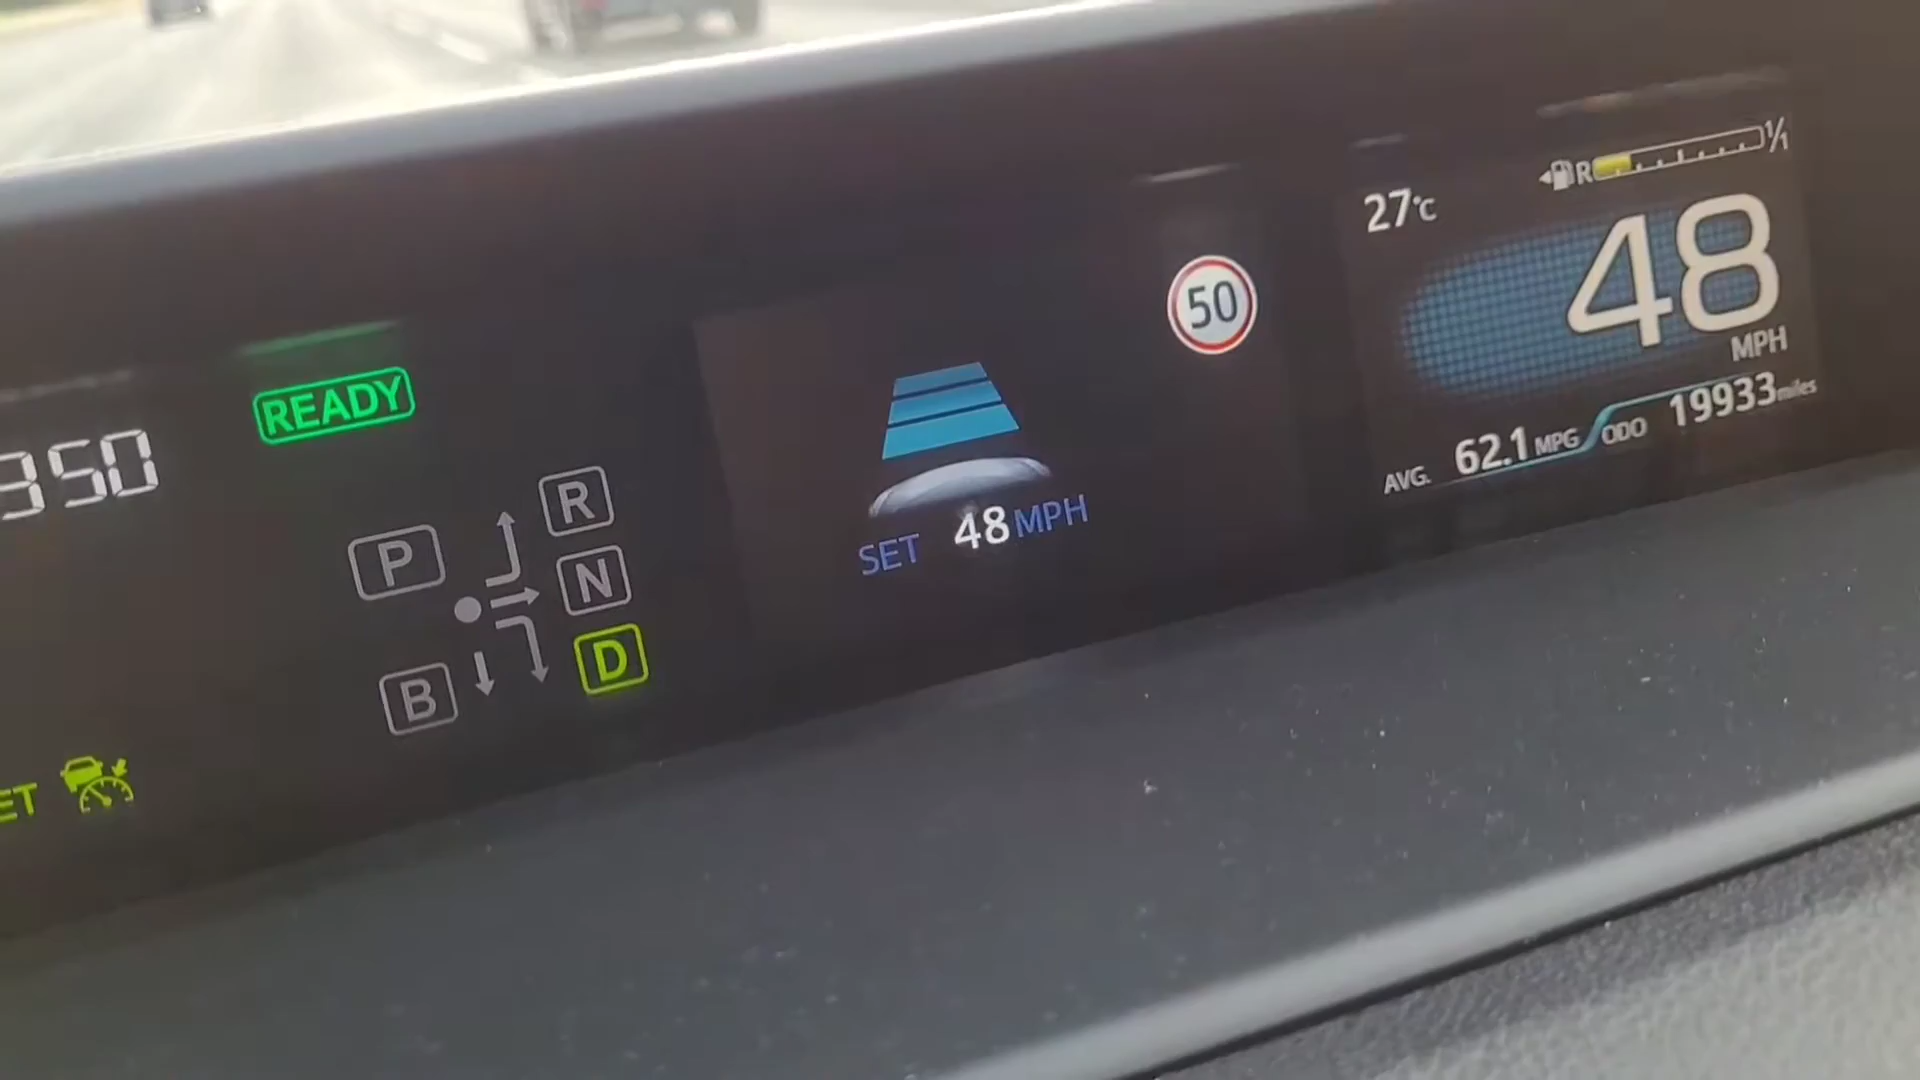 350
READY
P
R
N
B
D
ET
50
SET 48 MPH
27°C
R
1/1
48
MPH
AVG. 62.1 MPG ODO 19933 miles